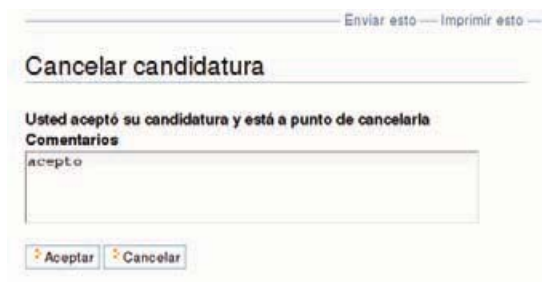 Enviar esto — Imprimir esto —
Cancelar candidatura
Usted aceptó su candidatura y está a punto de cancelarla
Comentarios
acepto
Aceptar Cancelar